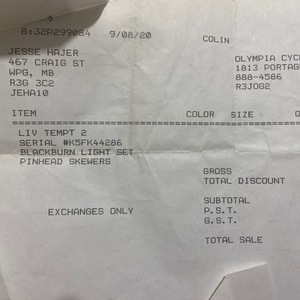 8:32P299084 9/08/20 COLIN
JESSE HAJER OLYMPIA CYC
467 CRAIG ST 1813 PORTAG
WPG, MB 888-4586
R3G 3C2 R3JOG2
JEHA10
ITEM COLOR SIZE Q
LIV TEMPT 2
SERIAL #K5FK44286
BLACKBURN LIGHT SET
PINHEAD SKEWERS
GROSS
TOTAL DISCOUNT
SUBTOTAL
EXCHANGES ONLY P.S.T.
G.S.T.
TOTAL SALE